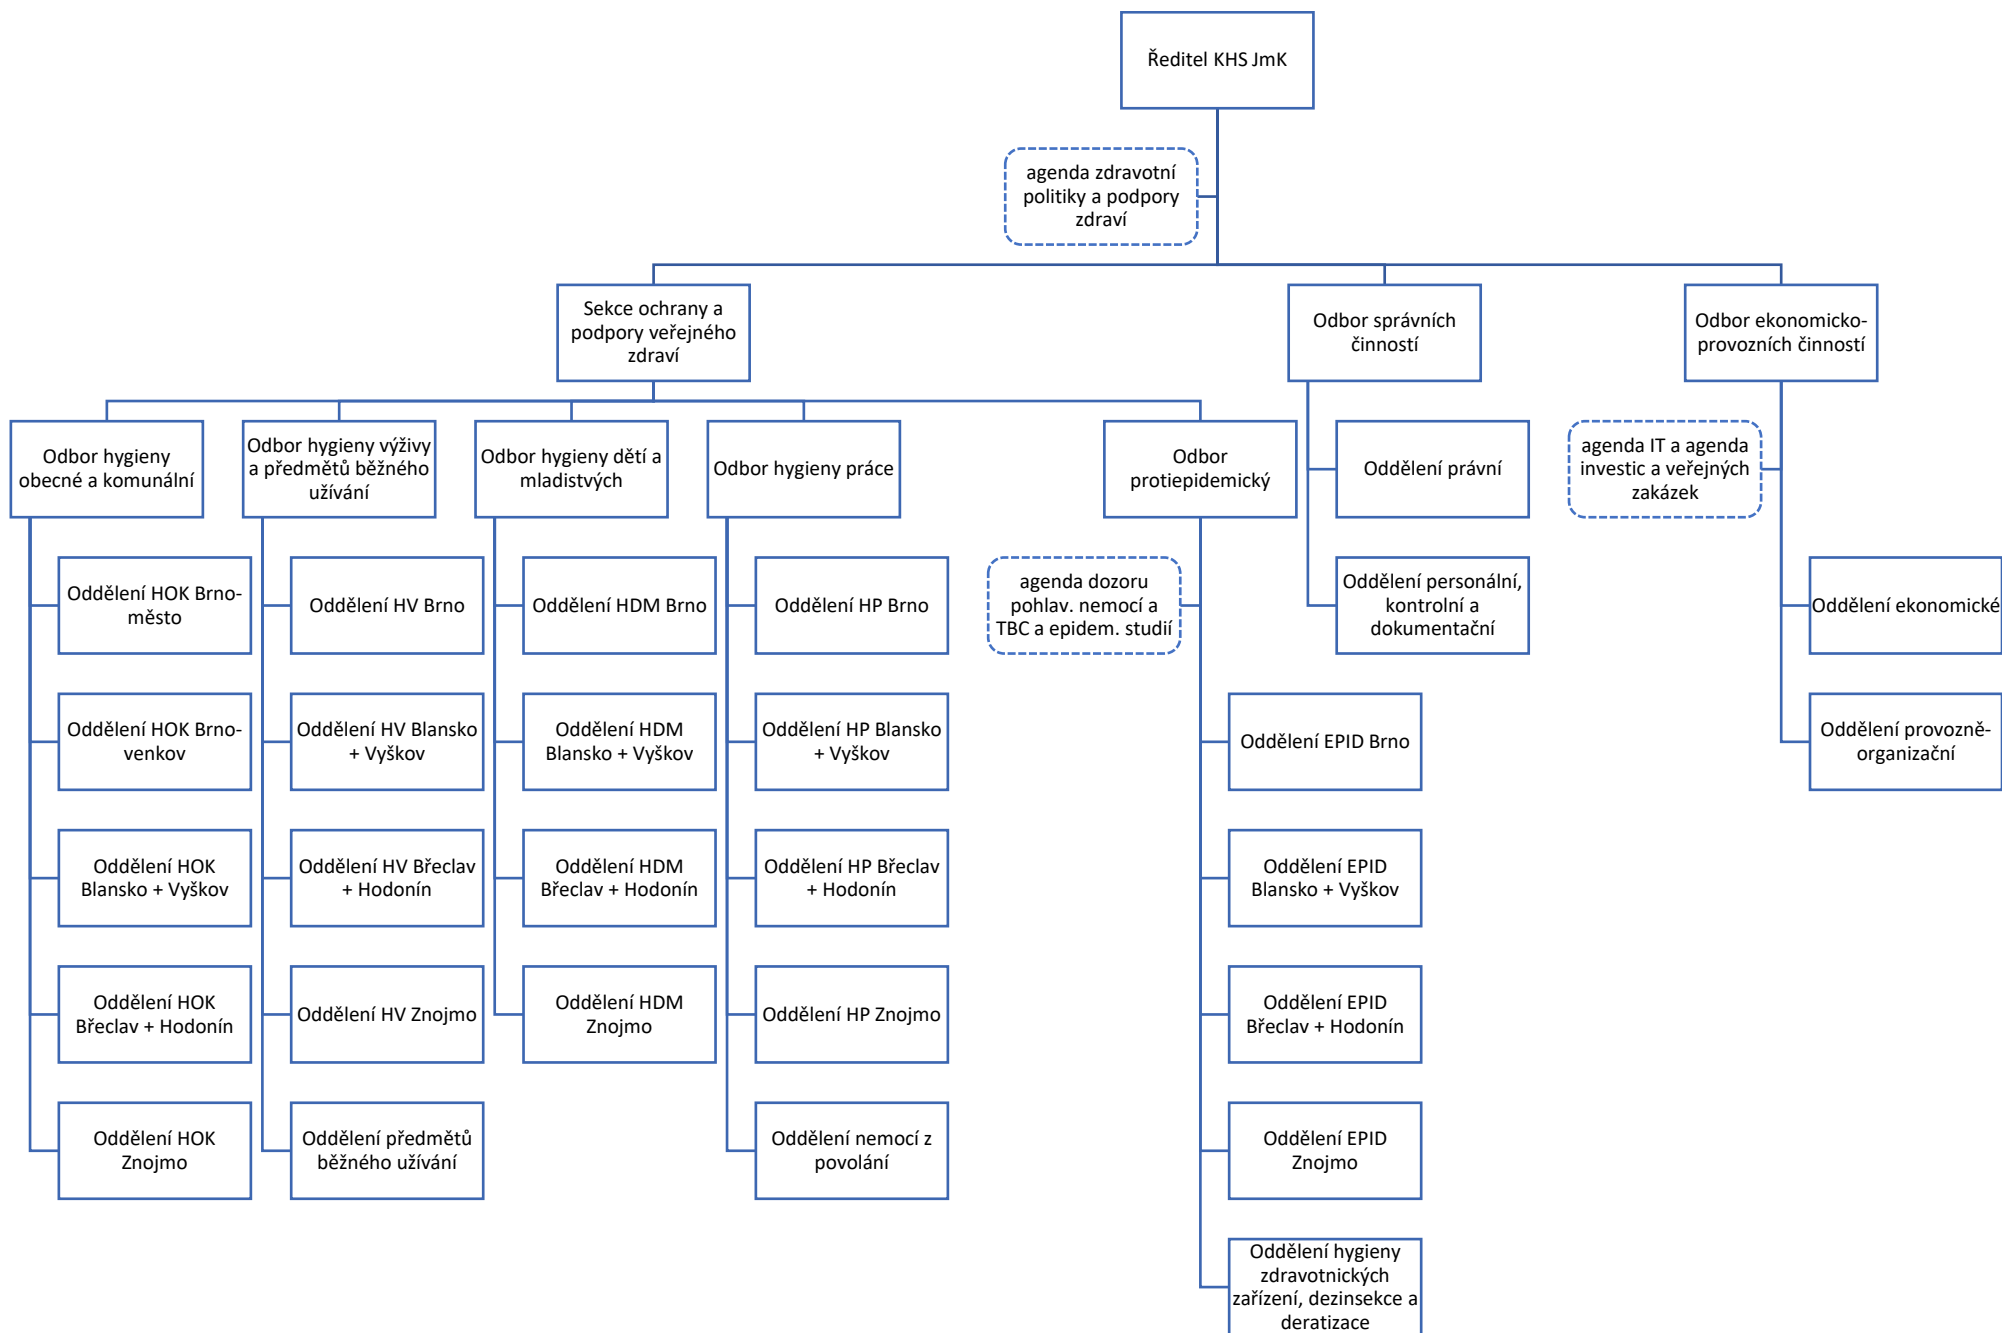 Ředitel KHS JmK
agenda zdravotní
politiky a podpory
zdraví
Sekce ochrany a
podpory veřejného
zdraví
Odbor správních
činností
Odbor ekonomicko-
provozních činností
Odbor hygieny
obecné a komunální
Odbor hygieny výživy
a předmětů běžného
užívání
Odbor hygieny dětí a
mladistvých
Odbor hygieny práce
Odbor
protiepidemický
Oddělení právní
agenda IT a agenda
investic a veřejných
zakázek
Oddělení HOK Brno-
město
Oddělení HV Brno
Oddělení HDM Brno
Oddělení HP Brno
agenda dozoru
pohlav. nemocí a
TBC a epidem. studií
Oddělení personální,
kontrolní a
dokumentační
Oddělení ekonomické
Oddělení HOK Brno-
venkov
Oddělení HV Blansko
+ Vyškov
Oddělení HDM
Blansko + Vyškov
Oddělení HP Blansko
+ Vyškov
Oddělení EPID Brno
Oddělení provozně-
organizační
Oddělení HOK
Blansko + Vyškov
Oddělení HV Břeclav
+ Hodonín
Oddělení HDM
Břeclav + Hodonín
Oddělení HP Břeclav
+ Hodonín
Oddělení EPID
Blansko + Vyškov
Oddělení HOK
Břeclav + Hodonín
Oddělení HV Znojmo
Oddělení HDM
Znojmo
Oddělení HP Znojmo
Oddělení EPID
Břeclav + Hodonín
Oddělení HOK
Znojmo
Oddělení předmětů
běžného užívání
Oddělení nemocí z
povolání
Oddělení EPID
Znojmo
Oddělení hygieny
zdravotnických
zařízení, dezinsekce a
deratizace